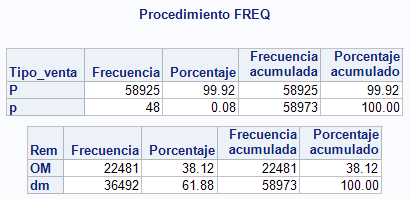 Procedimiento FREQ
Tipo_venta Frecuencia Porcentaje Frecuencia acumulada Porcentaje acumulado
P 58925 99.92 58925 99.92
p 48 0.08 58973 100.00
Rem Frecuencia Porcentaje Frecuencia acumulada Porcentaje acumulado
OM 22481 38.12 22481 38.12
dm 36492 61.88 58973 100.00